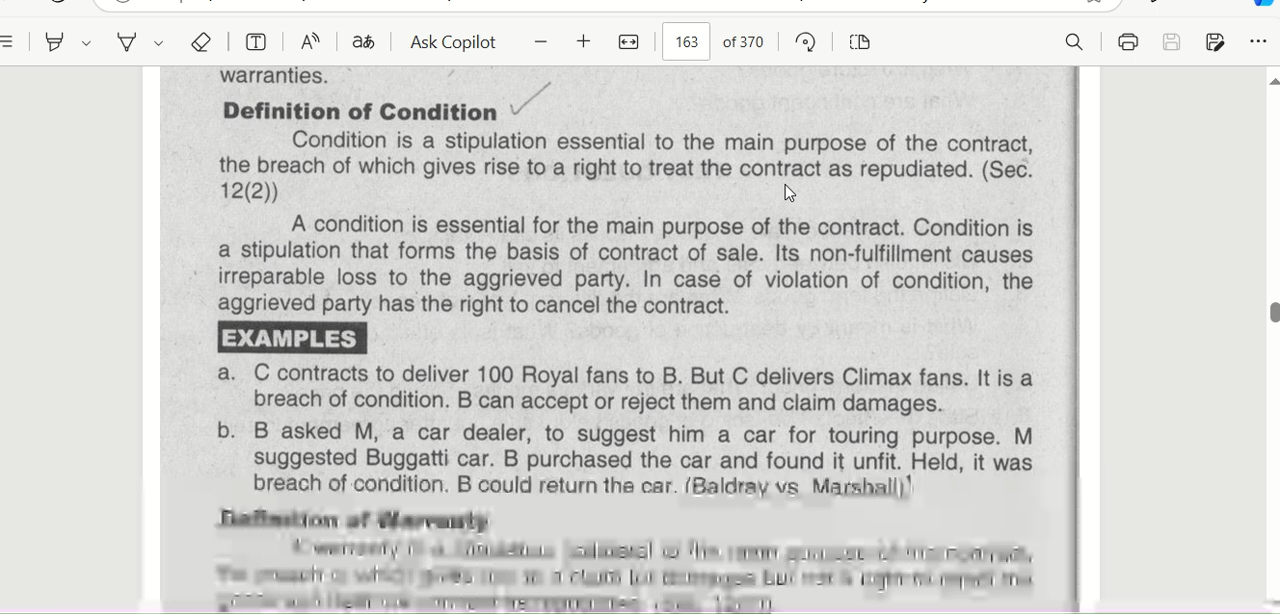 Ask Copilot
163 of 370
warranties.
Definition of Condition
Condition is a stipulation essential to the main purpose of the contract,
the breach of which gives rise to a right to treat the contract as repudiated. (Sec.
12(2))
A condition is essential for the main purpose of the contract. Condition is
a stipulation that forms the basis of contract of sale. Its non-fulfillment causes
irreparable loss to the aggrieved party. In case of violation of condition, the
aggrieved party has the right to cancel the contract.
EXAMPLES
a. C contracts to deliver 100 Royal fans to B. But C delivers Climax fans. It is a
breach of condition. B can accept or reject them and claim damages.
b. B asked M, a car dealer, to suggest him a car for touring purpose. M
suggested Buggatti car. B purchased the car and found it unfit. Held, it was
breach of condition. B could return the car. (Baldray vs. Marshall)
Definition of Warranty